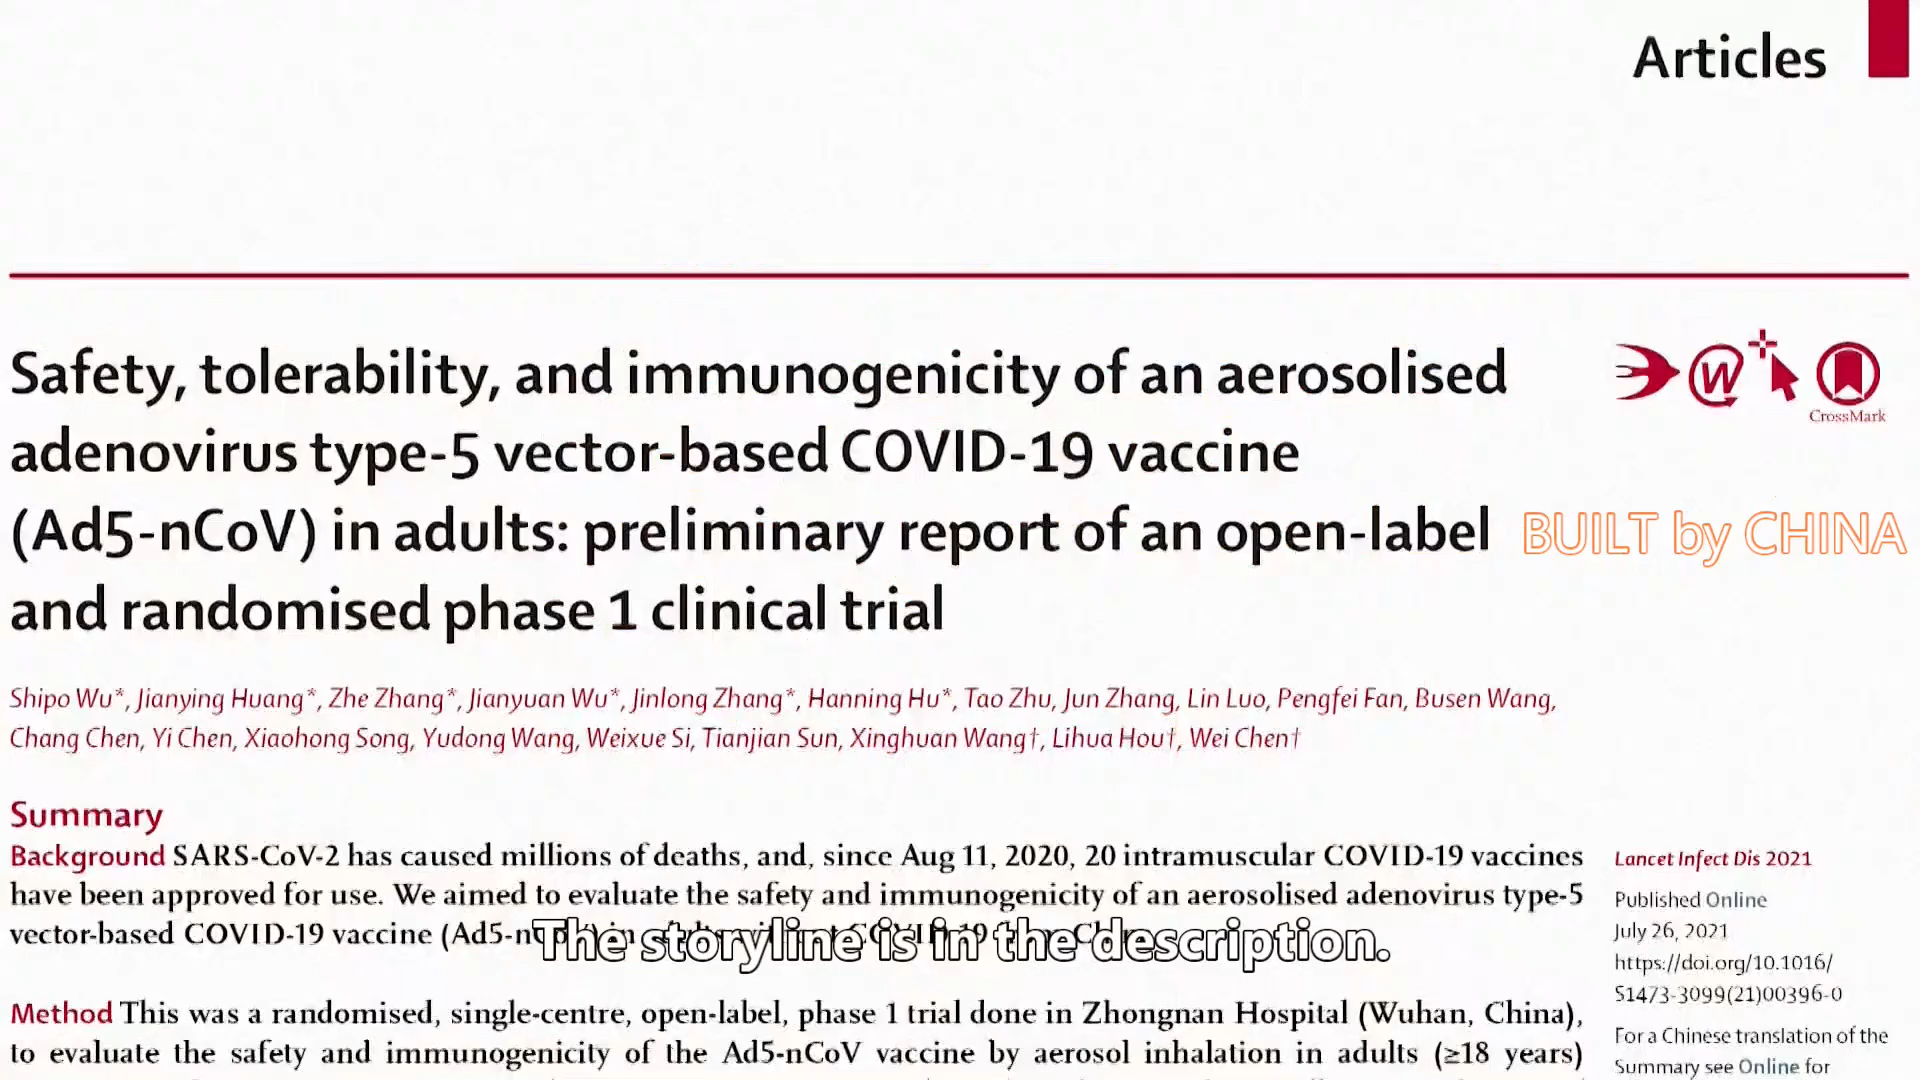 Articles
Safety, tolerability, and immunogenicity of an aerosolised
adenovirus type-5 vector-based COVID-19 vaccine
(Ad5-nCoV) in adults: preliminary report of an open-label
and randomised phase 1 clinical trial
W
CrossMark
BUILT by CHINA
Shipo Wu*, Jianying Huang*, Zhe Zhang*, Jianyuan Wu*, Jinlong Zhang*, Hanning Hu*, Tao Zhu, Jun Zhang, Lin Luo, Pengfei Fan, Busen Wang,
Chang Chen, Yi Chen, Xiaohong Song, Yudong Wang, Weixue Si, Tianjian Sun, Xinghuan Wang†, Lihua Hou†, Wei Chen†
Summary
Background SARS-CoV-2 has caused millions of deaths, and, since Aug 11, 2020, 20 intramuscular COVID-19 vaccines
have been approved for use. We aimed to evaluate the safety and immunogenicity of an aerosolised adenovirus type-5
vector-based COVID-19 vaccine
The storyline is in the description.
Method This was a randomised, single-centre, open-label, phase 1 trial done in Zhongnan Hospital (Wuhan, China),
to evaluate the safety and immunogenicity of the Ad5-nCoV vaccine by aerosol inhalation in adults (≥18 years)
Lancet Infect Dis 2021
Published Online
July 26, 2021
https://doi.org/10.1016/
S1473-3099(21)00396-0
For a Chinese translation of the
Summary see Online for